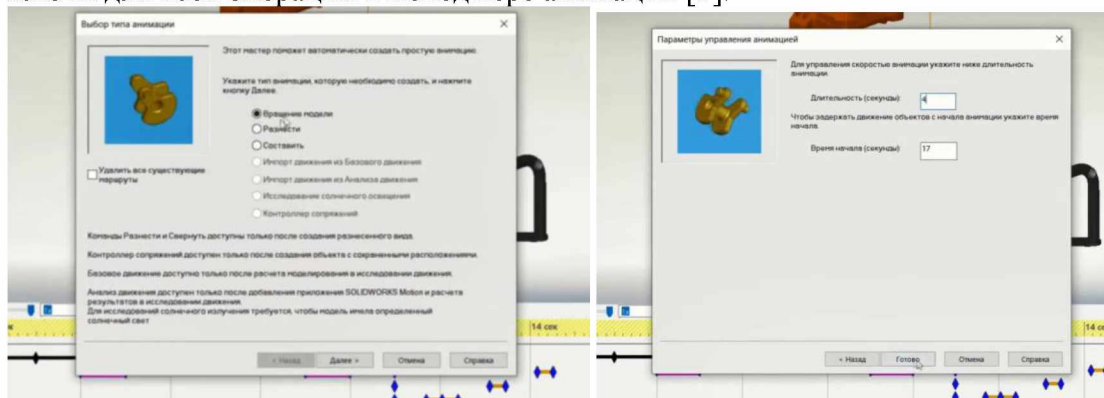 Выбор типа анимации
Этот мастер поможет автоматически создать простую анимацию.
Укажите тип анимации, которую необходимо создать, и нажмите
кнопку Далее.
Вращение модели
Разнести
Составить
Импорт движения из Базового движения
Импорт движения из Анализа движения
Исследование солнечного освещения
Контроллер сопряжений
Удалить все существующие
маршруты
Команды Разнести и Свернуть доступны только после создания разнесенного вида.
Контроллер сопряжений доступен только после создания объекта с сохраненными расположениями.
Базовое движение доступно только после расчета моделирования в исследовании движения.
Анализ движения доступен только после добавления приложения SOLIDWORKS Motion и расчета
результатов в исследовании движения.
Для исследований солнечного излучения требуется, чтобы модель имела определенный
солнечный свет
< Назад
Далее >
Отмена
Справка
14 сек
Параметры управления анимацией
Для управления скоростью анимации укажите ниже длительность
анимации.
Длительность (секунды)
4
Чтобы задержать движение объектов с начала анимации укажите время
начала.
Время начала (секунды)
17
< Назад
Готово
Отмена
Справка
14 се